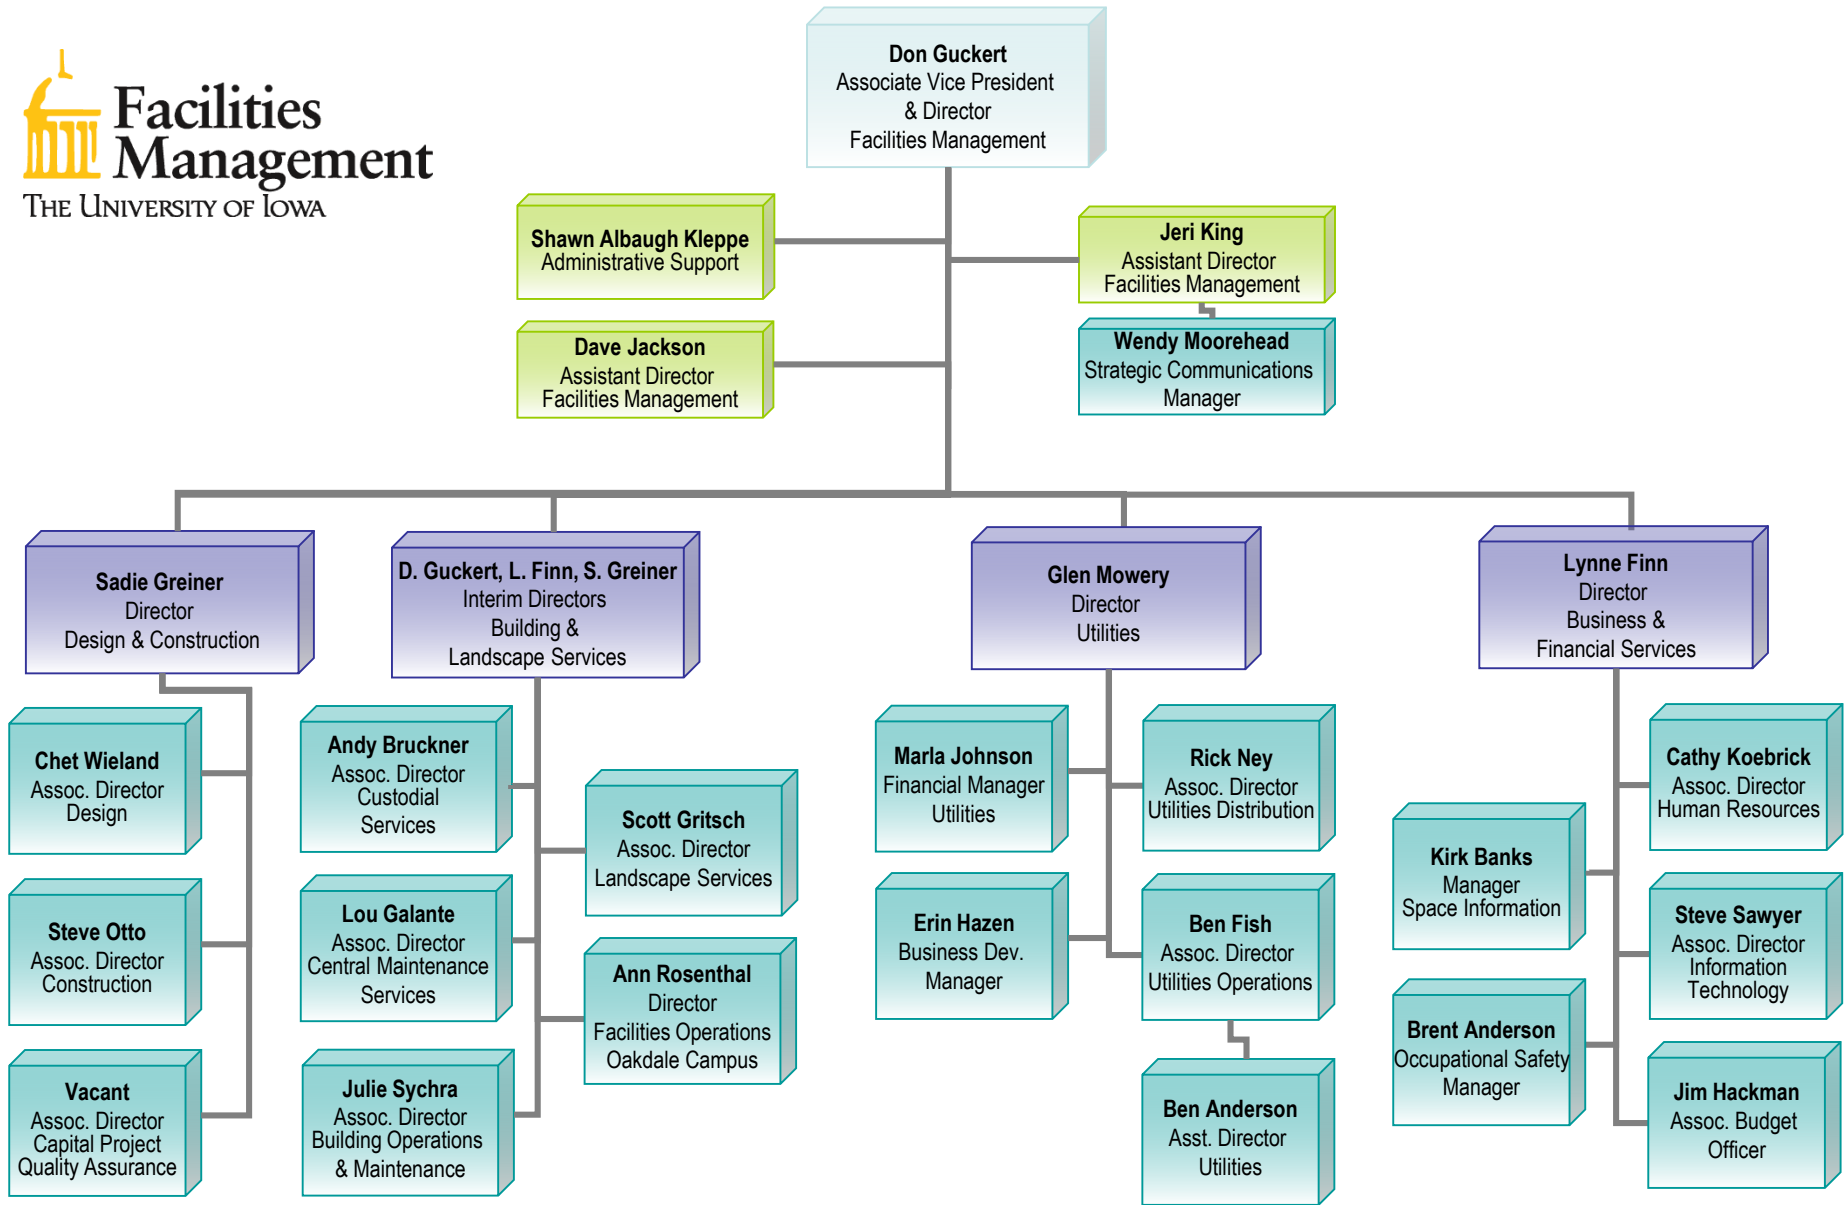 Facilities
Management
THE UNIVERSITY OF IOWA
Don Guckert
Associate Vice President
& Director
Facilities Management
Shawn Albaugh Kleppe
Administrative Support
Jeri King
Assistant Director
Facilities Management
Dave Jackson
Assistant Director
Facilities Management
Wendy Moorehead
Strategic Communications
Manager
Sadie Greiner
Director
Design & Construction
D. Guckert, L. Finn, S. Greiner
Interim Directors
Building &
Landscape Services
Glen Mowery
Director
Utilities
Lynne Finn
Director
Business &
Financial Services
Chet Wieland
Assoc. Director
Design
Steve Otto
Assoc. Director
Construction
Vacant
Assoc. Director
Capital Project
Quality Assurance
Andy Bruckner
Assoc. Director
Custodial
Services
Lou Galante
Assoc. Director
Central Maintenance
Services
Julie Sychra
Assoc. Director
Building Operations
& Maintenance
Scott Gritsch
Assoc. Director
Landscape Services
Ann Rosenthal
Director
Facilities Operations
Oakdale Campus
Marla Johnson
Financial Manager
Utilities
Erin Hazen
Business Dev.
Manager
Rick Ney
Assoc. Director
Utilities Distribution
Ben Fish
Assoc. Director
Utilities Operations
Ben Anderson
Asst. Director
Utilities
Kirk Banks
Manager
Space Information
Brent Anderson
Occupational Safety
Manager
Cathy Koebrick
Assoc. Director
Human Resources
Steve Sawyer
Assoc. Director
Information
Technology
Jim Hackman
Assoc. Budget
Officer